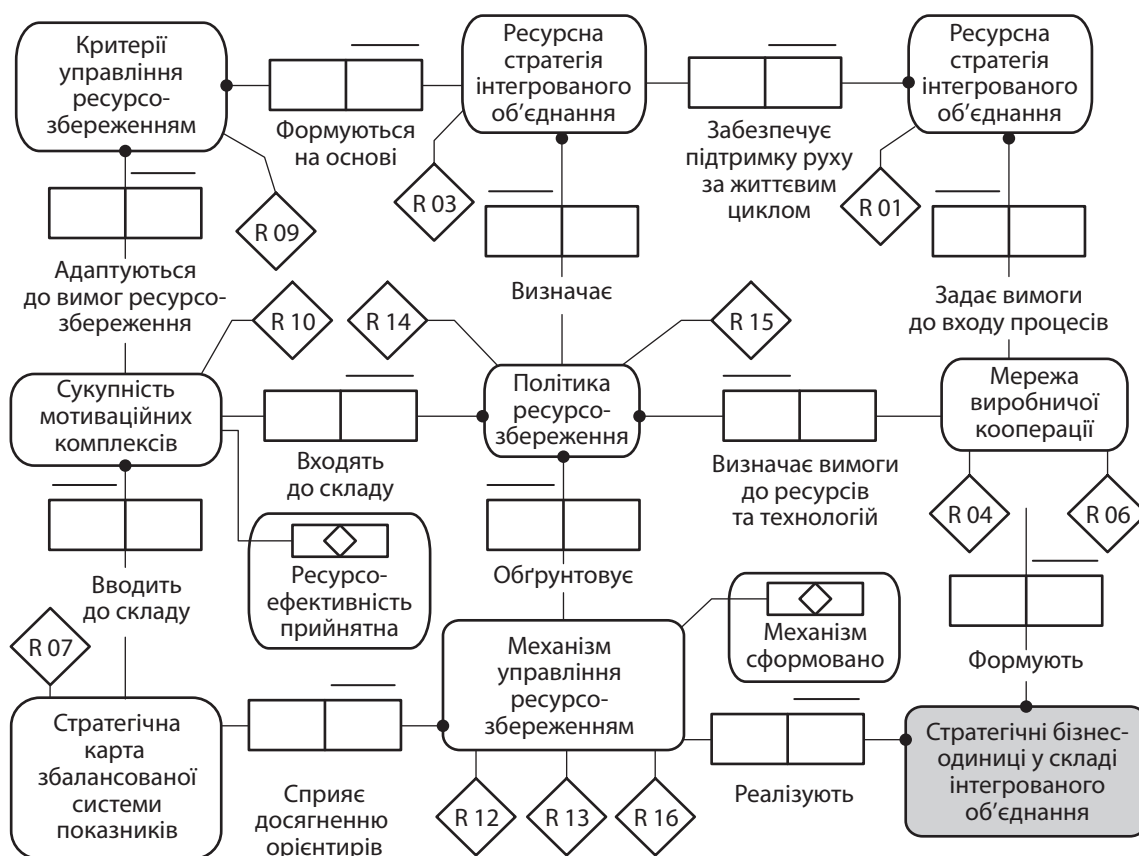 Критерії
управління
ресурсо-
збереженням
Формуються
на основі
Ресурсна
стратегія
інтегрованого
об’єднання
Забезпечує
підтримку руху
за життєвим
циклом
Ресурсна
стратегія
інтегрованого
об’єднання
R 09
R 03
R 01
Адаптуються
до вимог ресурсо-
збереження
Визначає
Задає вимоги
до входу процесів
R 10
R 14
R 15
Сукупність
мотиваційних
комплексів
Входять
до складу
Політика
ресурсо-
збереження
Визначає вимоги
до ресурсів
та технологій
Мережа
виробничої
кооперації
R 04
R 06
Вводить
до складу
Ресурсо-
ефективність
прийнятна
Обґрунтовує
Механізм
сформовано
Формують
R 07
Стратегічна
карта
збалансованої
системи
показників
Сприяє
досягненню
орієнтирів
Механізм
управління
ресурсо-
збереженням
R 12
R 13
R 16
Реалізують
Стратегічні бізнес-
одиниці у складі
інтегрованого
об’єднання